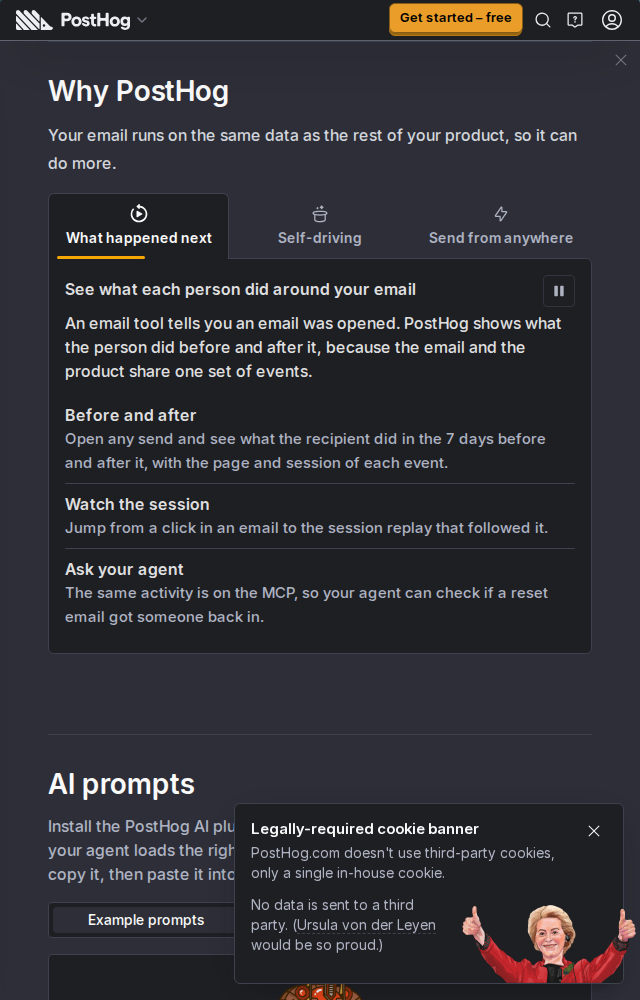 PostHog
Get started – free
Why PostHog
Your email runs on the same data as the rest of your product, so it can
do more.
What happened next
Self-driving
Send from anywhere
See what each person did around your email
An email tool tells you an email was opened. PostHog shows what
the person did before and after it, because the email and the
product share one set of events.
Before and after
Open any send and see what the recipient did in the 7 days before
and after it, with the page and session of each event.
Watch the session
Jump from a click in an email to the session replay that followed it.
Ask your agent
The same activity is on the MCP, so your agent can check if a reset
email got someone back in.
AI prompts
Install the PostHog AI
your agent loads the
copy it, then paste it
Example prompts
Legally-required cookie banner
PostHog.com doesn't use third-party cookies,
only a single in-house cookie.
No data is sent to a third
party. (Ursula von der Leyen
would be so proud.)